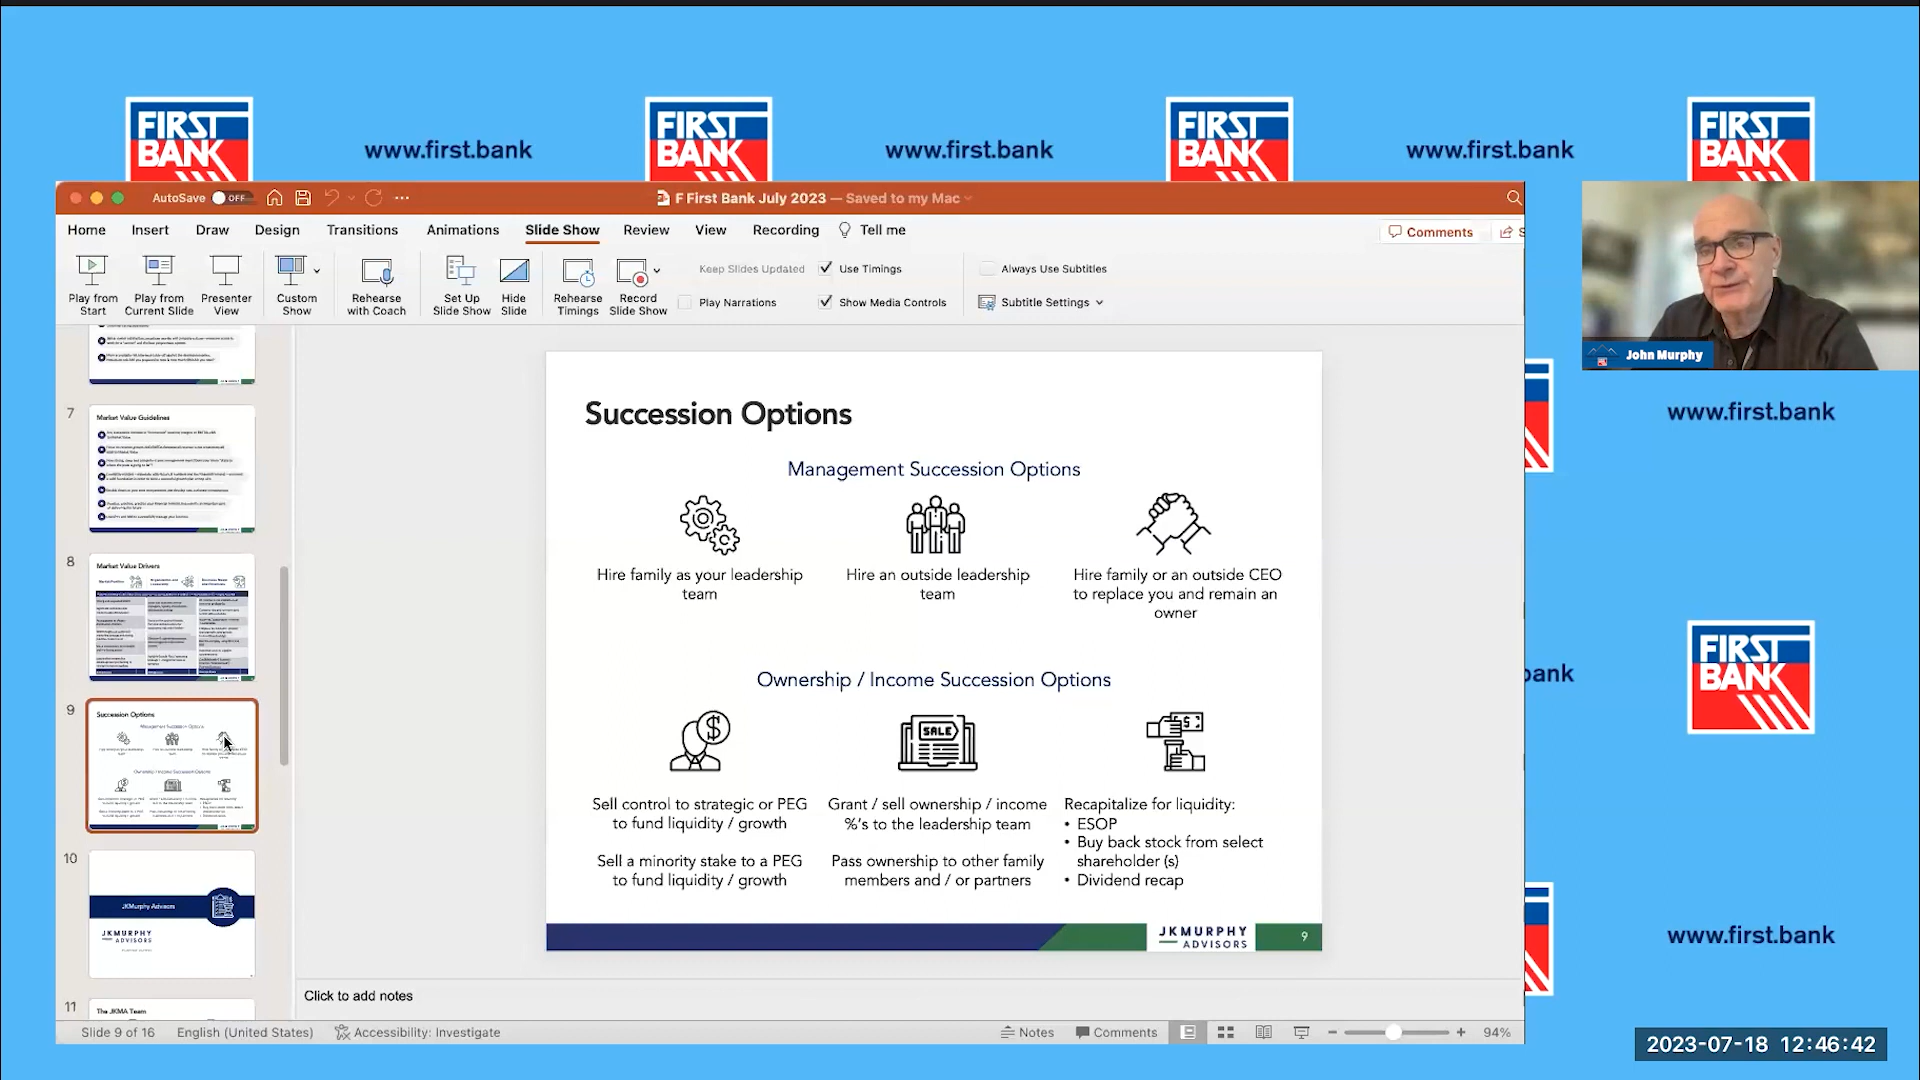 FIRST
BANK
www.first.bank
FIRST
BANK
www.first.bank
FIRST
BANK
www.first.bank
FIRST
BANK
AutoSave OFF
F First Bank July 2023 — Saved to my Mac
Home Insert Draw Design Transitions Animations Slide Show Review View Recording Tell me
Comments
S
Play from
Start
Play from
Current Slide
Presenter
View
Custom
Show
Rehearse
with Coach
Set Up
Slide Show
Hide
Slide
Rehearse
Timings
Record
Slide Show
Keep Slides Updated
Use Timings
Play Narrations
Show Media Controls
Always Use Subtitles
Subtitle Settings
John Murphy
7
Market Value Guidelines
8
Market Value Drivers
9
Succession Options
Management Succession Options
Ownership / Income Succession Options
10
JKMurphy Advisors
JKMURPHY
ADVISORS
11
The JKMA Team
Succession Options
Management Succession Options
Hire family as your leadership
team
Hire an outside leadership
team
Hire family or an outside CEO
to replace you and remain an
owner
Ownership / Income Succession Options
Sell control to strategic or PEG
to fund liquidity / growth
Sell a minority stake to a PEG
to fund liquidity / growth
SALE
Grant / sell ownership / income
%'s to the leadership team
Pass ownership to other family
members and / or partners
Recapitalize for liquidity:
• ESOP
• Buy back stock from select
shareholder (s)
• Dividend recap
JKMURPHY
ADVISORS
9
Click to add notes
Slide 9 of 16 English (United States) Accessibility: Investigate
Notes Comments 94%
www.first.bank
bank
FIRST
BANK
www.first.bank
2023-07-18 12:46:42